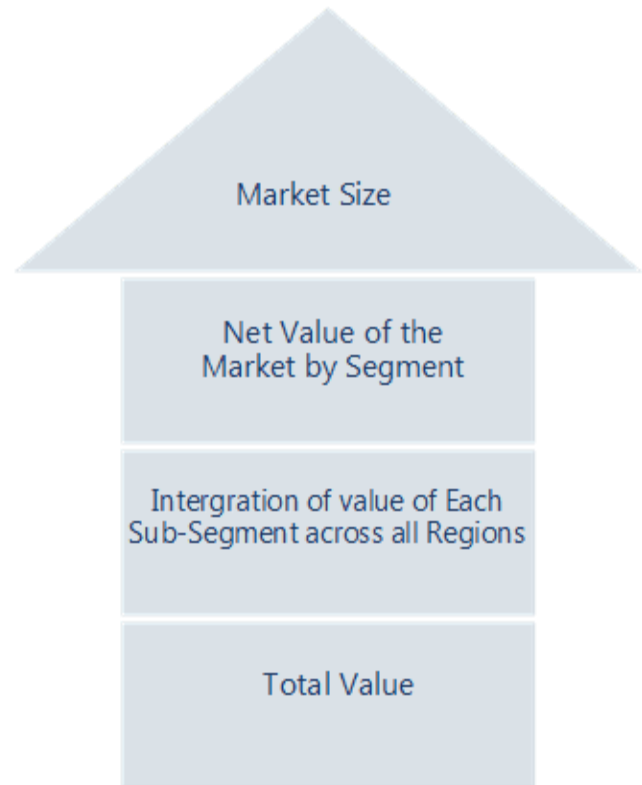 Market Size
Net Value of the
Market by Segment
Intergration of value of Each
Sub-Segment across all Regions
Total Value